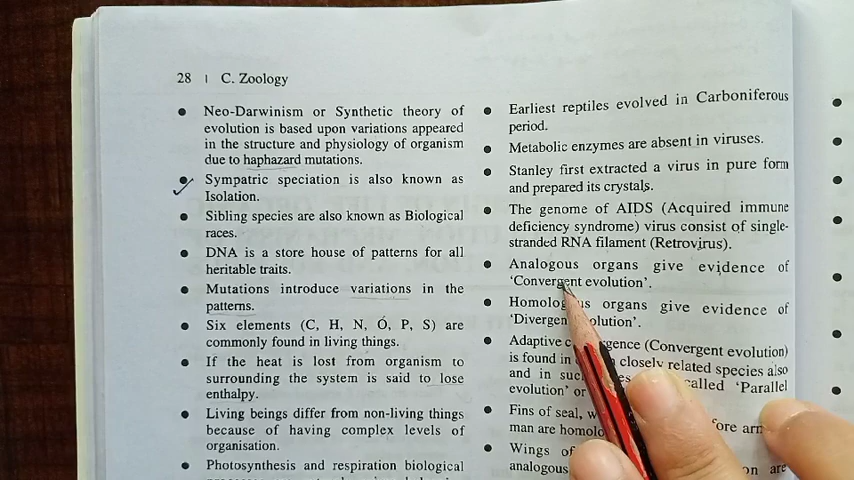 28 | C. Zoology
● Neo-Darwinism or Synthetic theory of
evolution is based upon variations appeared
in the structure and physiology of organism
due to haphazard mutations.
● Sympatric speciation is also known as
Isolation.
● Sibling species are also known as Biological
races.
● DNA is a store house of patterns for all
heritable traits.
● Mutations introduce variations in the
patterns.
● Six elements (C, H, N, O, P, S) are
commonly found in living things.
● If the heat is lost from organism to
surrounding the system is said to lose
enthalpy.
● Living beings differ from non-living things
because of having complex levels of
organisation.
● Photosynthesis and respiration biological
● Earliest reptiles evolved in Carboniferous
period.
● Metabolic enzymes are absent in viruses.
● Stanley first extracted a virus in pure form
and prepared its crystals.
● The genome of AIDS (Acquired immune
deficiency syndrome) virus consist of single-
stranded RNA filament (Retrovirus).
● Analogous organs give evidence of
‘Convergent evolution’.
● Homologous organs give evidence of
● Adaptive (Convergent evolution)
is found in closely related species also
and in called ‘Parallel
evolution’ or
● Fins of seal,
man are
● Wings of
analogous are